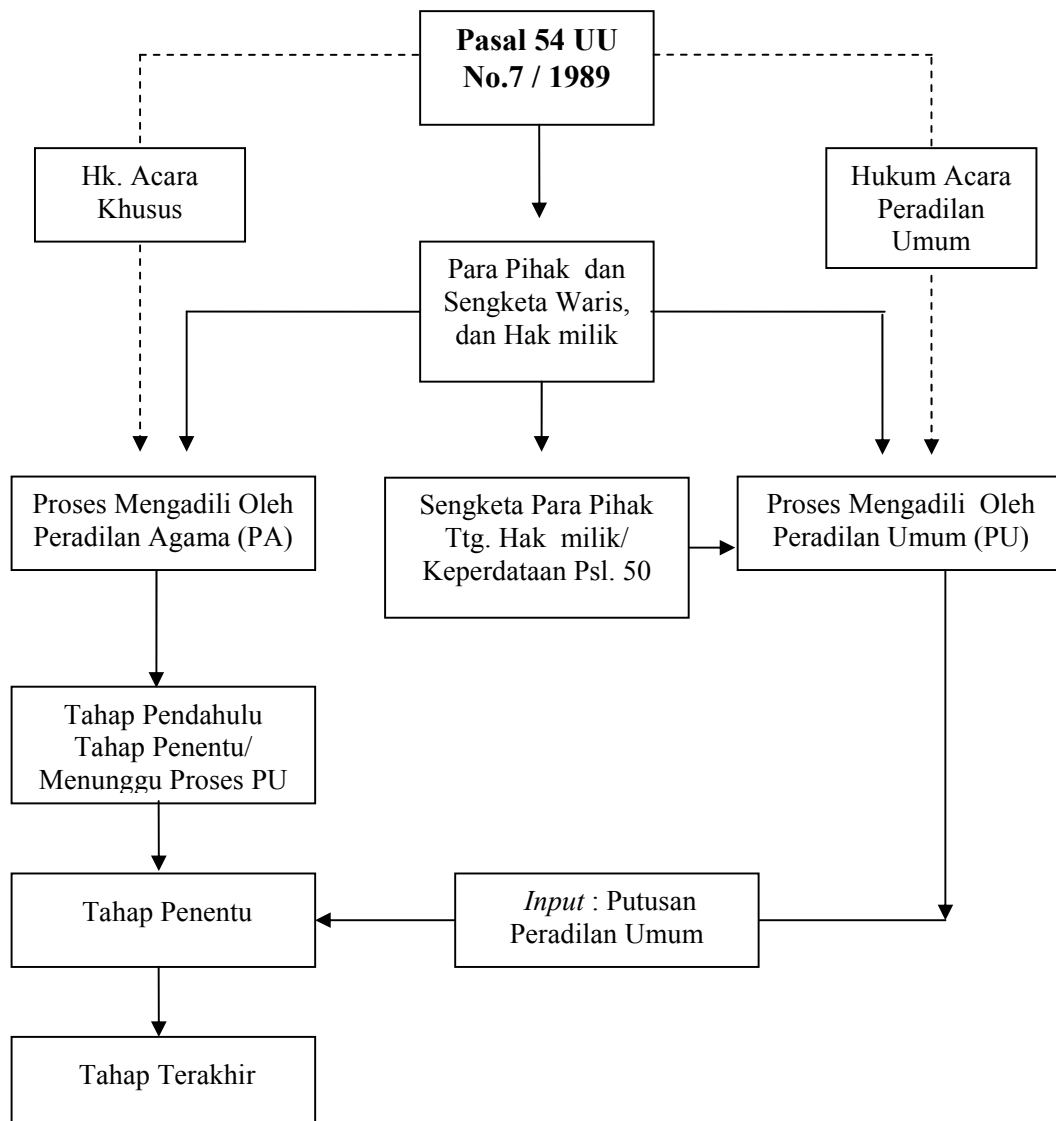 Pasal 54 UU
No.7 / 1989
Hk. Acara
Khusus
Hukum Acara
Peradilan
Umum
Para Pihak dan
Sengketa Waris,
dan Hak milik
Proses Mengadili Oleh
Peradilan Agama (PA)
Sengketa Para Pihak
Ttg. Hak milik/
Keperdataan Psl. 50
Proses Mengadili Oleh
Peradilan Umum (PU)
Tahap Pendahulu
Tahap Penentu/
Menunggu Proses PU
Tahap Penentu
Input : Putusan
Peradilan Umum
Tahap Terakhir